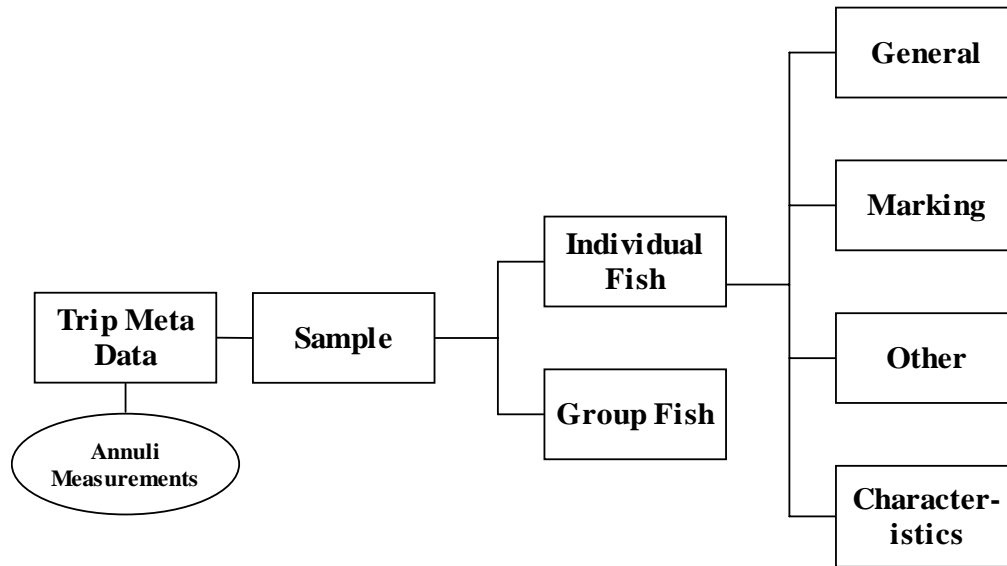 General
Marking
Individual
Fish
Trip Meta
Data
Sample
Other
Group Fish
Annuli
Measurements
Character-
istics